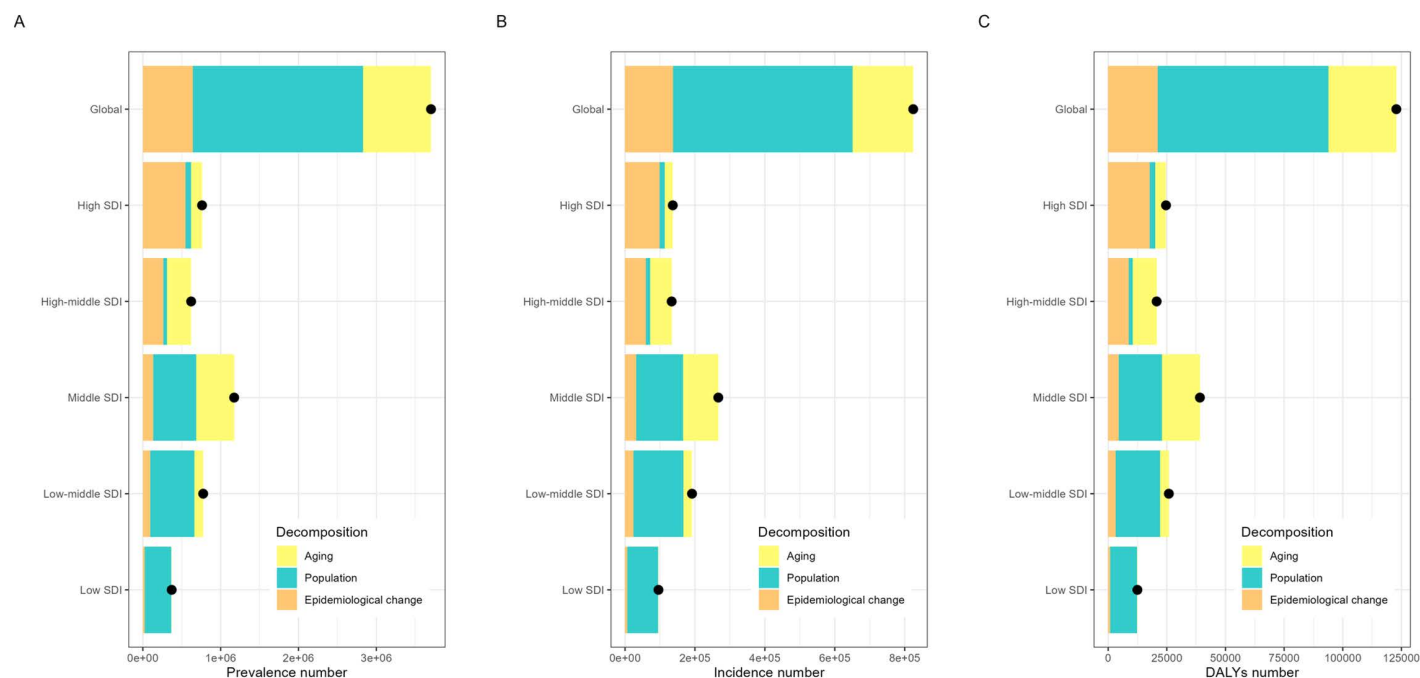 A
Global
High SDI
High-middle SDI
Middle SDI
Low-middle SDI
Low SDI
Decomposition
Aging
Population
Epidemiological change
0e+00 1e+06 2e+06 3e+06
Prevalence number
B
Global
High SDI
High-middle SDI
Middle SDI
Low-middle SDI
Low SDI
Decomposition
Aging
Population
Epidemiological change
0e+00 2e+05 4e+05 6e+05 8e+05
Incidence number
C
Global
High SDI
High-middle SDI
Middle SDI
Low-middle SDI
Low SDI
Decomposition
Aging
Population
Epidemiological change
0 25000 50000 75000 100000 125000
DALYs number